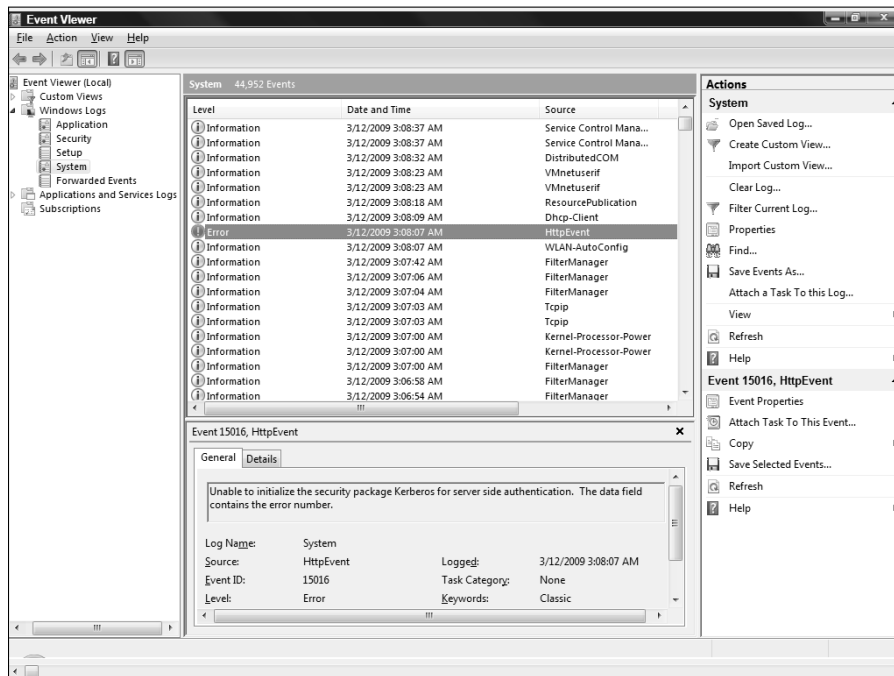 Event Viewer
File Action View Help
Event Viewer (Local)
Custom Views
Windows Logs
Application
Security
Setup
System
Forwarded Events
Applications and Services Logs
Subscriptions
System 44,952 Events
Level Date and Time Source
Information 3/12/2009 3:08:37 AM Service Control Mana...
Information 3/12/2009 3:08:37 AM Service Control Mana...
Information 3/12/2009 3:08:32 AM DistributedCOM
Information 3/12/2009 3:08:23 AM VMnetuserif
Information 3/12/2009 3:08:23 AM VMnetuserif
Information 3/12/2009 3:08:18 AM ResourcePublication
Information 3/12/2009 3:08:09 AM Dhcp-Client
Error 3/12/2009 3:08:07 AM HttpEvent
Information 3/12/2009 3:08:07 AM WLAN-AutoConfig
Information 3/12/2009 3:07:42 AM FilterManager
Information 3/12/2009 3:07:06 AM FilterManager
Information 3/12/2009 3:07:04 AM FilterManager
Information 3/12/2009 3:07:03 AM Tcpip
Information 3/12/2009 3:07:03 AM Tcpip
Information 3/12/2009 3:07:00 AM Kernel-Processor-Power
Information 3/12/2009 3:07:00 AM Kernel-Processor-Power
Information 3/12/2009 3:07:00 AM FilterManager
Information 3/12/2009 3:06:58 AM FilterManager
Information 3/12/2009 3:06:54 AM FilterManager
Event 15016, HttpEvent
General Details
Unable to initialize the security package Kerberos for server side authentication. The data field
contains the error number.
Log Name: System
Source: HttpEvent Logged: 3/12/2009 3:08:07 AM
Event ID: 15016 Task Category: None
Level: Error Keywords: Classic
Actions
System
Open Saved Log...
Create Custom View...
Import Custom View...
Clear Log...
Filter Current Log...
Properties
Find...
Save Events As...
Attach a Task To this Log...
View
Refresh
Help
Event 15016, HttpEvent
Event Properties
Attach Task To This Event...
Copy
Save Selected Events...
Refresh
Help